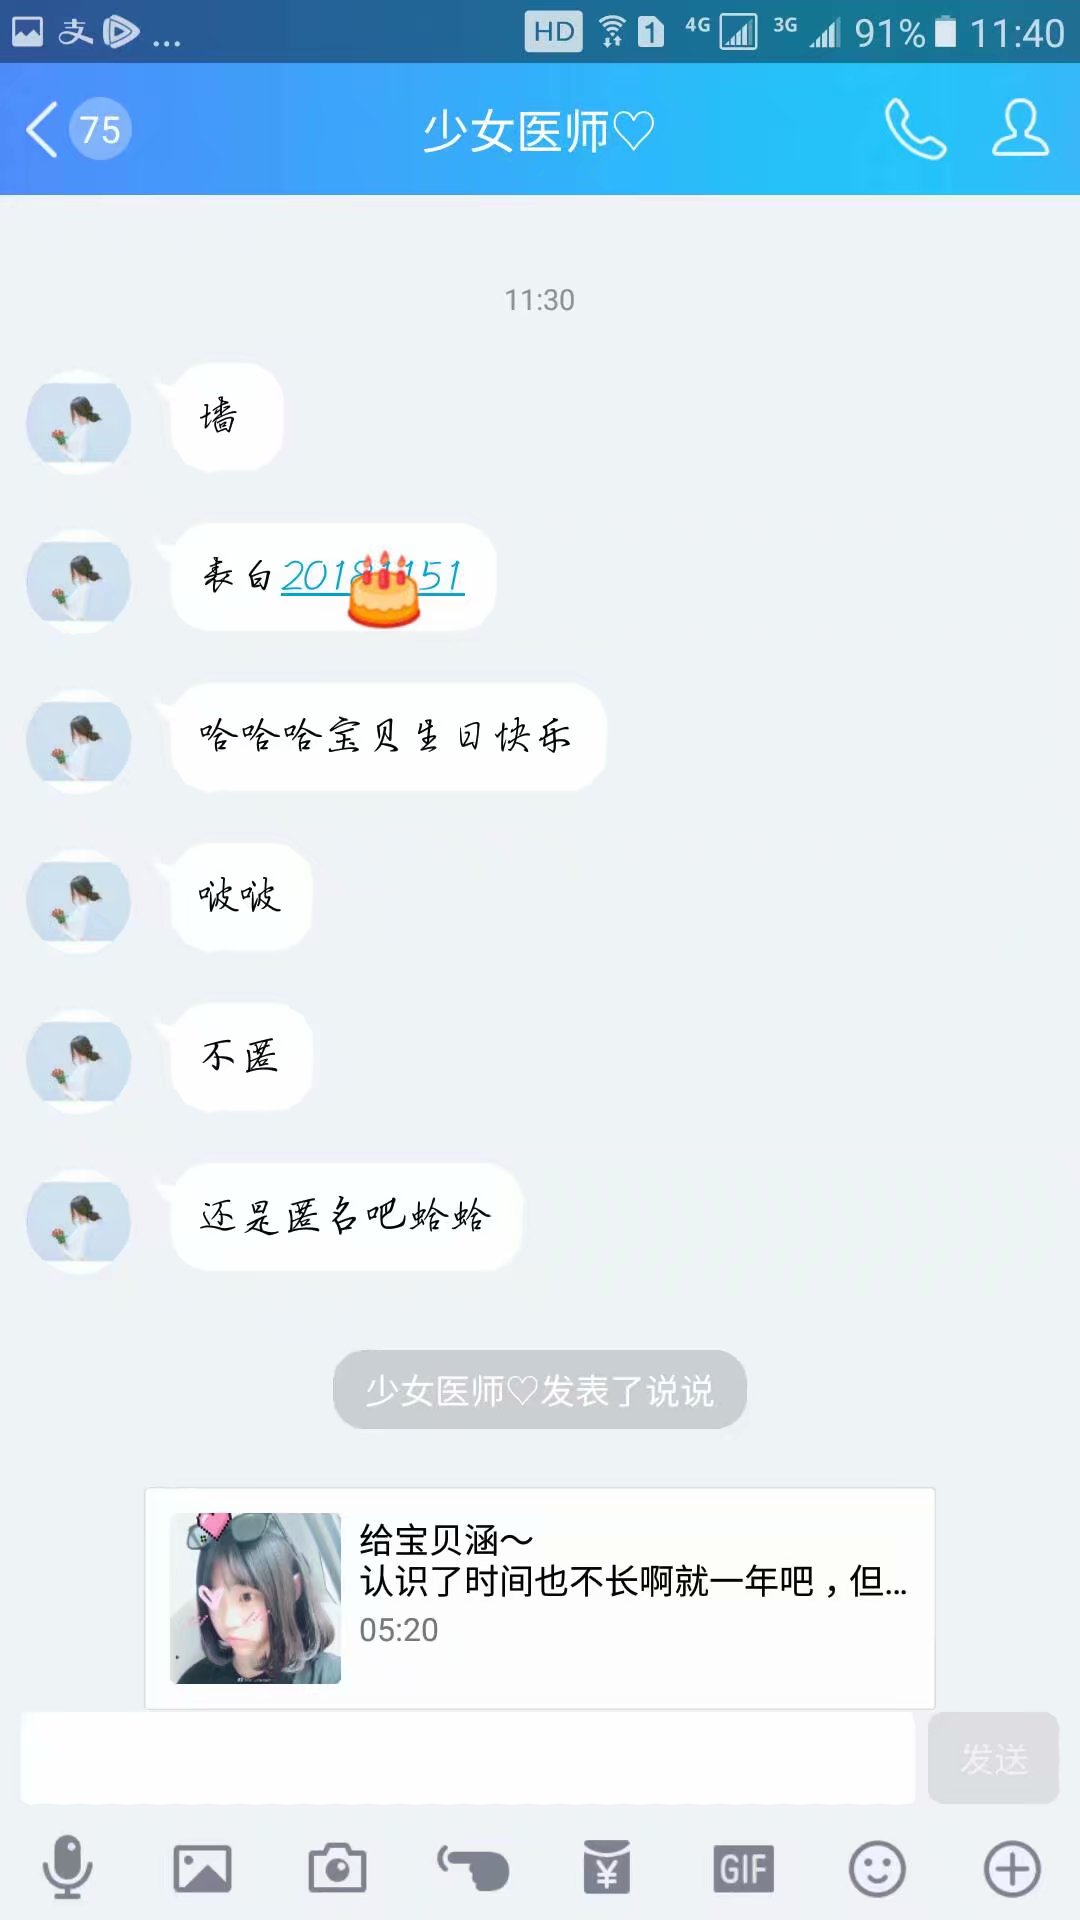 HD 1 4G 3G 91% 11:40
75 少女医师♡
11:30
墙
表白
哈哈哈宝贝生日快乐
啵啵
不匿
还是匿名吧蛤蛤
少女医师♡发表了说说
给宝贝涵～
认识了时间也不长啊就一年吧，但...
05:20
发送
¥ GIF